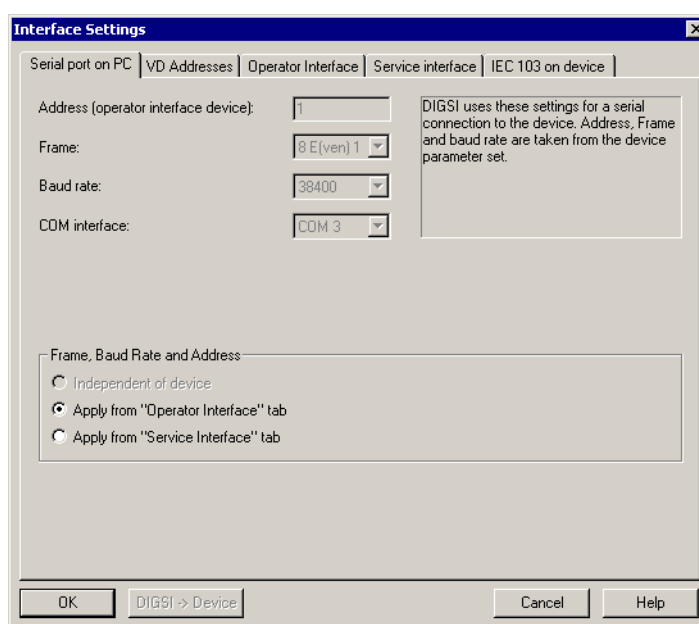 Interface Settings
Serial port on PC
VD Addresses
Operator Interface
Service interface
IEC 103 on device
Address (operator interface device):
1
DIGSI uses these settings for a serial
connection to the device. Address, Frame
and baud rate are taken from the device
parameter set.
Frame:
8 E(ven) 1
Baud rate:
38400
COM interface:
COM 3
Frame, Baud Rate and Address
Independent of device
Apply from "Operator Interface" tab
Apply from "Service Interface" tab
OK
DIGSI -> Device
Cancel
Help